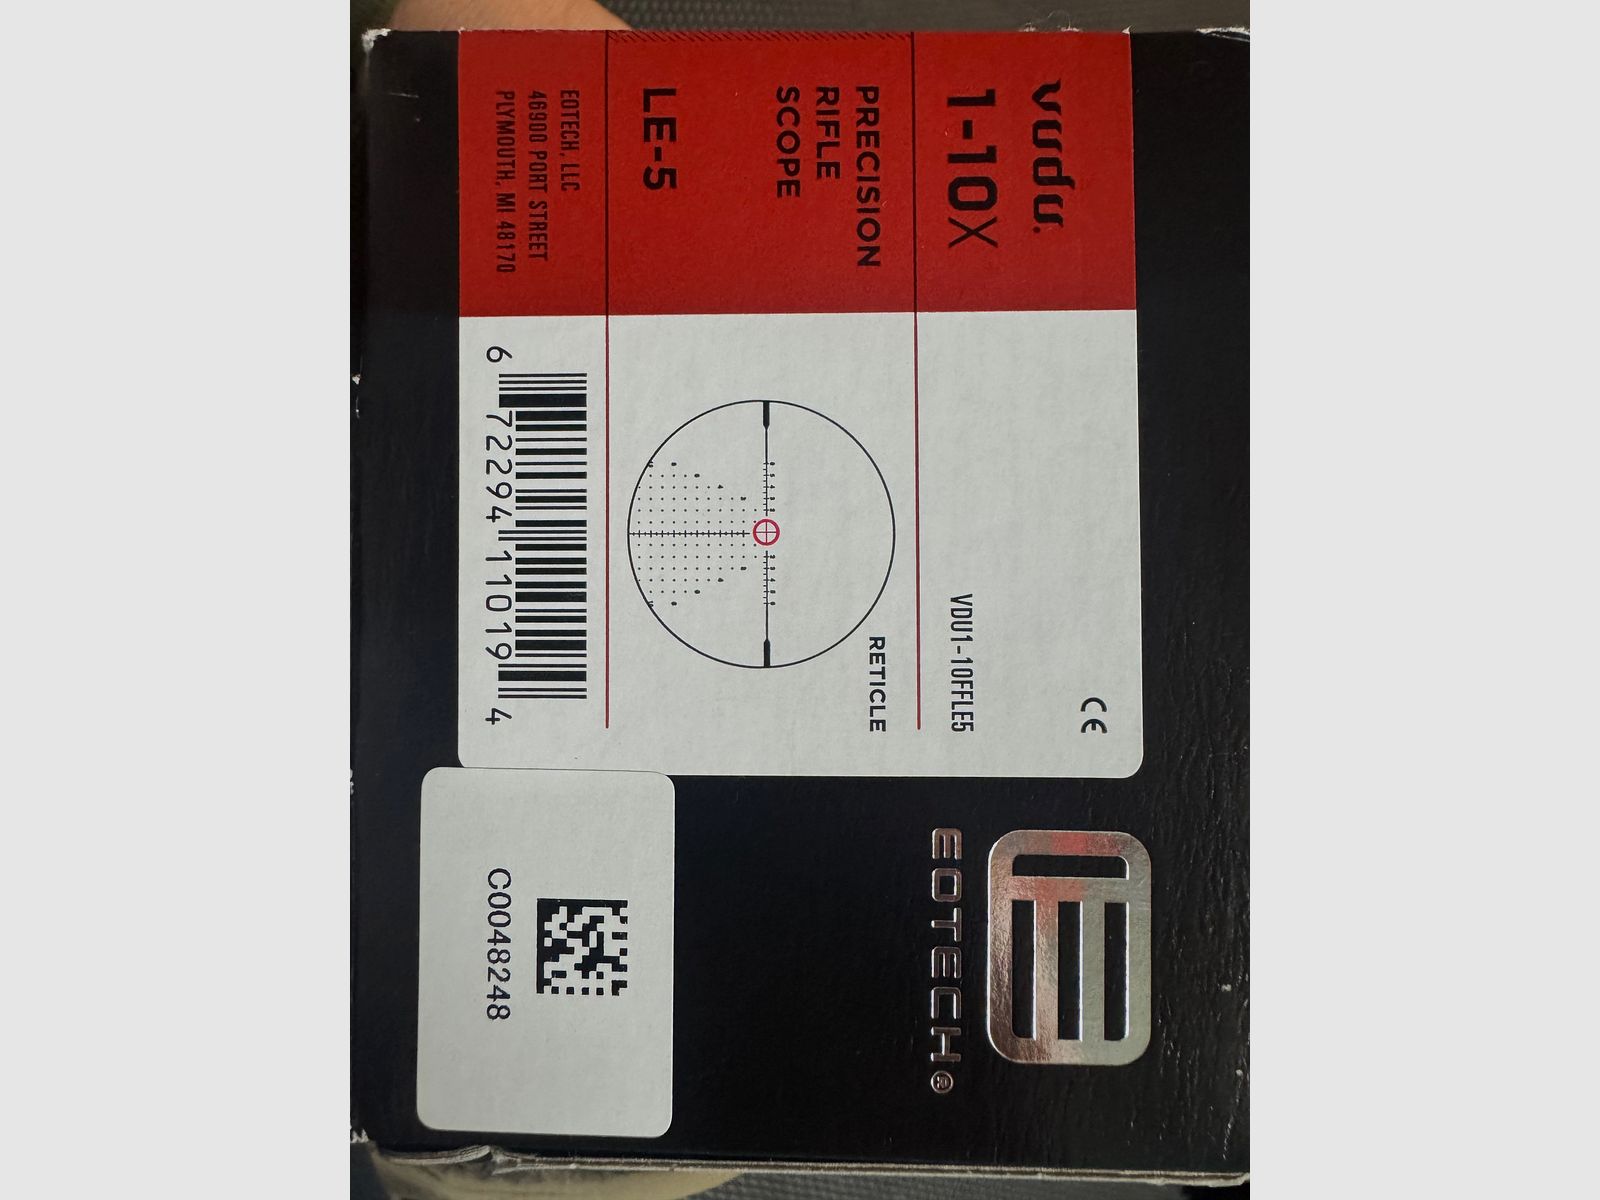 vudu.
1-10X
PRECISION
RIFLE
SCOPE
LE-5
EOTECH, LLC
46900 PORT STREET
PLYMOUTH, MI 48170
CE
VDU1-10FFLE5
RETICLE
6 72294 11019 4
EOTECH®
C0048248